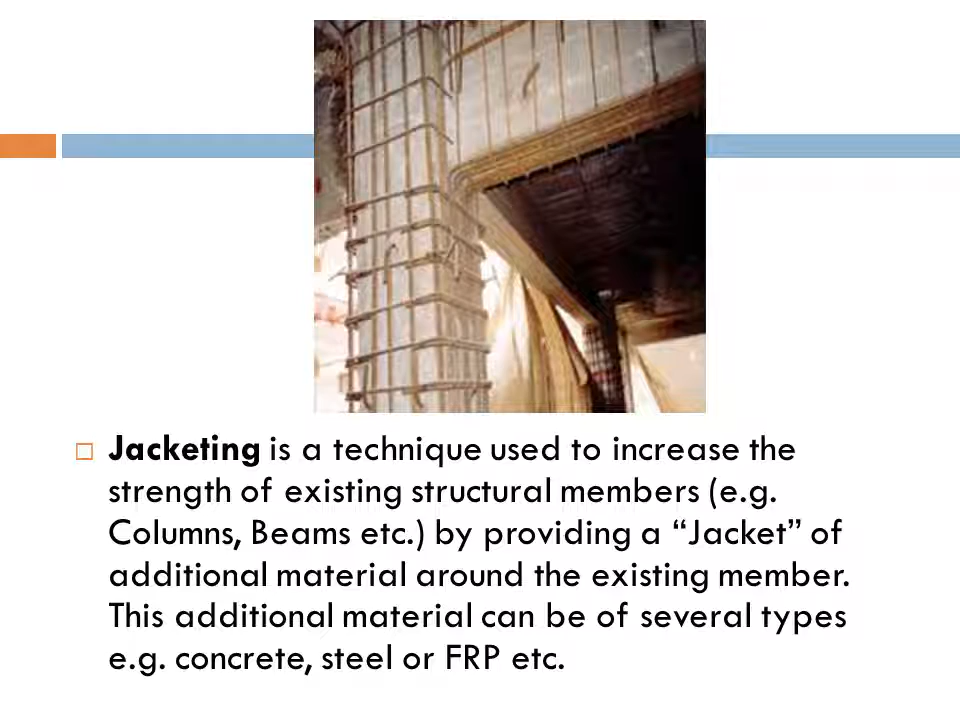 Jacketing is a technique used to increase the
strength of existing structural members (e.g.
Columns, Beams etc.) by providing a “Jacket” of
additional material around the existing member.
This additional material can be of several types
e.g. concrete, steel or FRP etc.